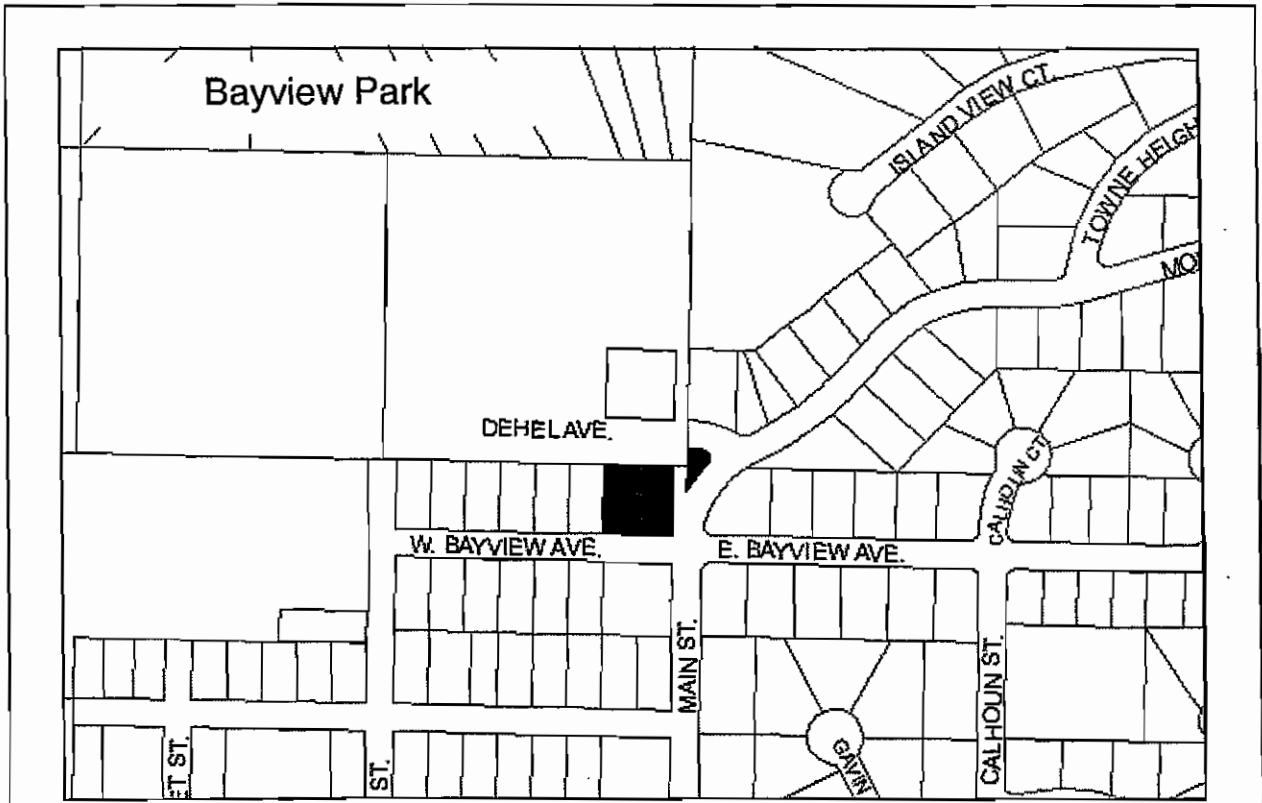 Bayview Park
ISLAND VIEW CT.
TOWNE HEIGH
MO
DEHEL AVE.
CALHOUN CT.
W. BAYVIEW AVE.
E. BAYVIEW AVE.
MAIN ST.
CALHOUN ST.
GAVIN
ST.
ST.